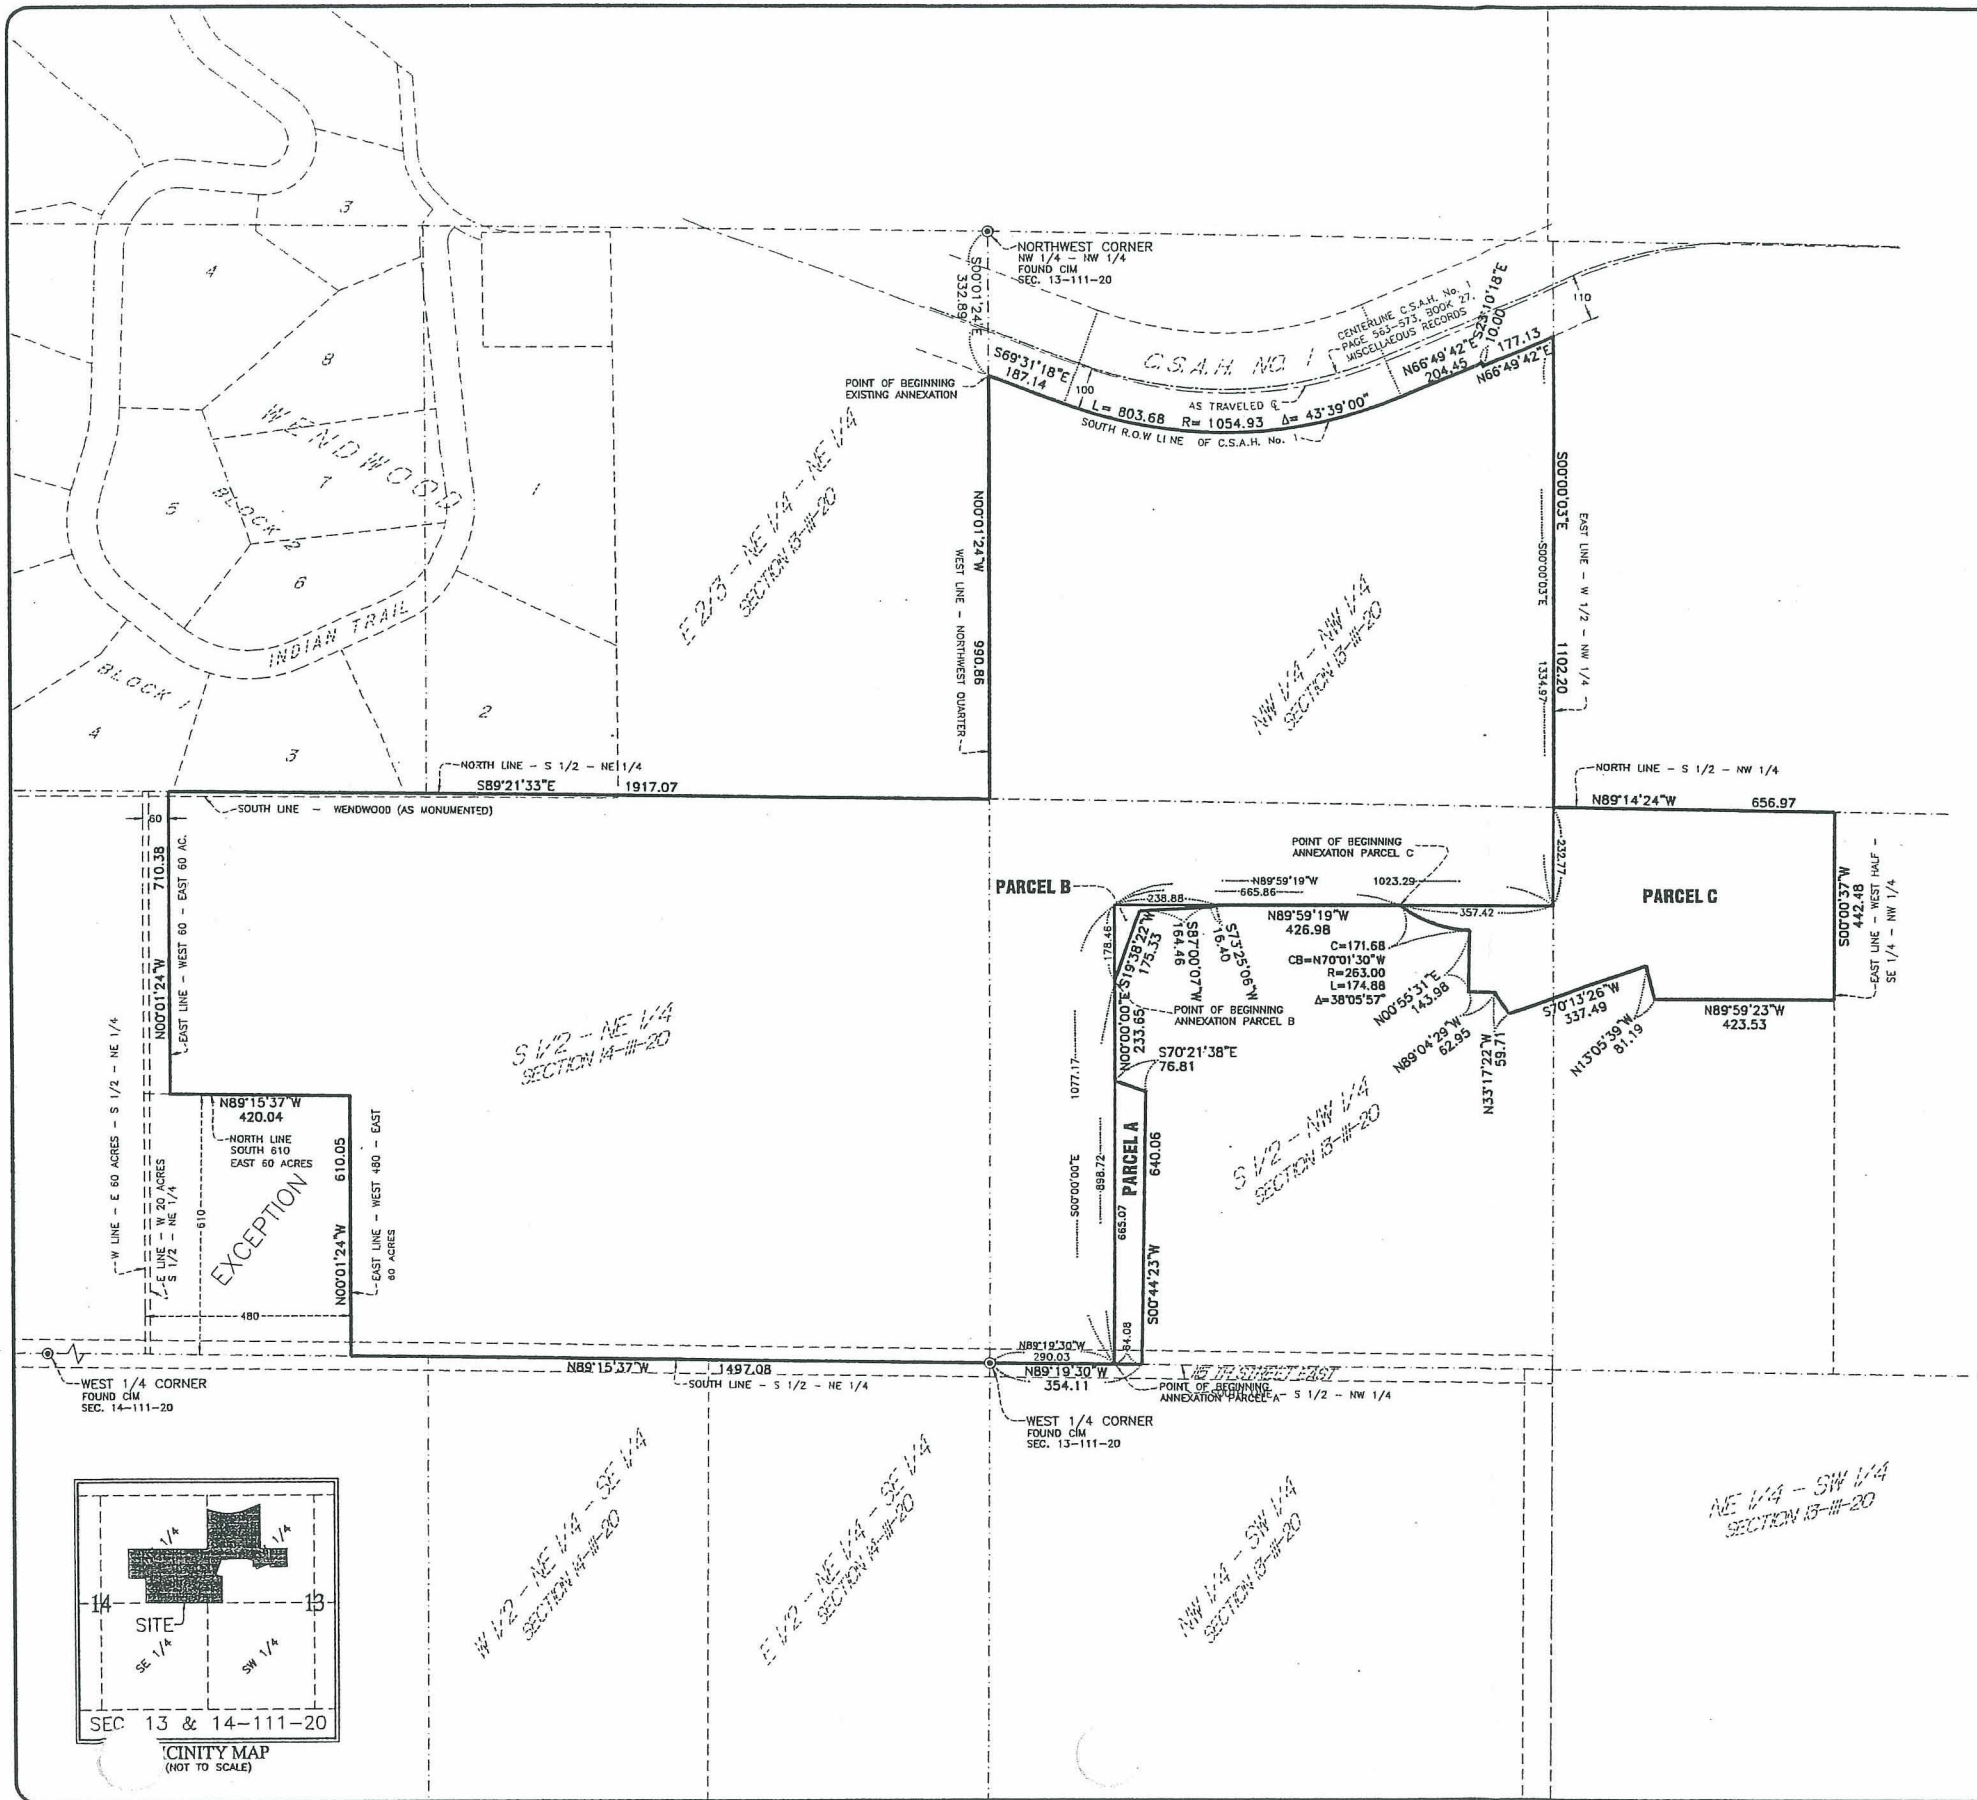 3
4
8
WENDWOOD
7
5
BLOCK 2
6
1
INDIAN TRAIL
BLOCK 1
4
3
2
NORTHWEST CORNER
NW 1/4 - NW 1/4
FOUND CIM
SEC. 13-111-20
S00°01'24"E
332.89
POINT OF BEGINNING
EXISTING ANNEXATION
S69°31'18"E
187.14
100
C.S.A.H. NO. 1
CENTERLINE C.S.A.H. No. 1
PAGE 563-573, BOOK 27,
MISCELLAEOUS RECORDS
S23°10'18"E
10.00
110
N66°49'42"E
204.45
177.13
N66°49'42"E
AS TRAVELED ℄
L= 803.68 R= 1054.93 Δ= 43°39'00"
SOUTH R.O.W LINE OF C.S.A.H. No. 1
E 2/3 - NE 1/4 - NE 1/4
SECTION 13-111-20
N00°01'24"W 990.86
WEST LINE - NORTHWEST QUARTER
NW 1/4 - NW 1/4
SECTION 13-111-20
S00°00'03"E 1102.20
S00°00'03"E 1334.97
EAST LINE - W 1/2 - NW 1/4
NORTH LINE - S 1/2 - NE 1/4
S89°21'33"E 1917.07
SOUTH LINE - WENDWOOD (AS MONUMENTED)
NORTH LINE - S 1/2 - NW 1/4
N89°14'24"W 656.97
60
N00°01'24"W 710.38
EAST LINE - WEST 60 - EAST 60 AC.
W LINE - E 60 ACRES - S 1/2 - NE 1/4
E LINE - W 20 ACRES
S 1/2 - NE 1/4
N89°15'37"W
420.04
NORTH LINE
SOUTH 610
EAST 60 ACRES
EXCEPTION
610
480
N00°01'24"W 610.05
EAST LINE - WEST 480 - EAST
60 ACRES
S 1/2 - NE 1/4
SECTION 14-111-20
PARCEL B
POINT OF BEGINNING
ANNEXATION PARCEL C
N89°59'19"W 1023.29
665.86
238.88
357.42
232.77
178.46
S19°38'22"W
175.33
S87°00'07"W
164.46
S73°25'06"W
16.40
N89°59'19"W
426.98
C=171.68
CB=N70°01'30"W
R=263.00
L=174.88
Δ=38°05'57"
N00°55'31"E
143.98
N89°04'29"W
62.95
N33°17'22"W
59.71
S70°13'26"W
337.49
N13°05'39"W
81.19
N89°59'23"W
423.53
PARCEL C
S00°00'37"W
442.48
EAST LINE - WEST HALF -
SE 1/4 - NW 1/4
POINT OF BEGINNING
ANNEXATION PARCEL B
N00°00'00"E
233.65
S70°21'38"E
76.81
1077.17
S00°00'00"E
898.72
665.07
PARCEL A
640.06
S00°44'23"W
64.08
S 1/2 - NW 1/4
SECTION 13-111-20
N89°15'37"W 1497.08
SOUTH LINE - S 1/2 - NE 1/4
N89°19'30"W
290.03
N89°19'30"W
354.11
POINT OF BEGINNING
ANNEXATION PARCEL A
SOUTH LINE - S 1/2 - NW 1/4
WEST 1/4 CORNER
FOUND CIM
SEC. 14-111-20
WEST 1/4 CORNER
FOUND CIM
SEC. 13-111-20
W 1/2 - NE 1/4 - SE 1/4
SECTION 14-111-20
E 1/2 - NE 1/4 - SE 1/4
SECTION 14-111-20
NW 1/4 - SW 1/4
SECTION 13-111-20
NE 1/4 - SW 1/4
SECTION 13-111-20
1/4
1/4
14
13
SITE
SE 1/4
SW 1/4
SEC 13 & 14-111-20
CINITY MAP
(NOT TO SCALE)